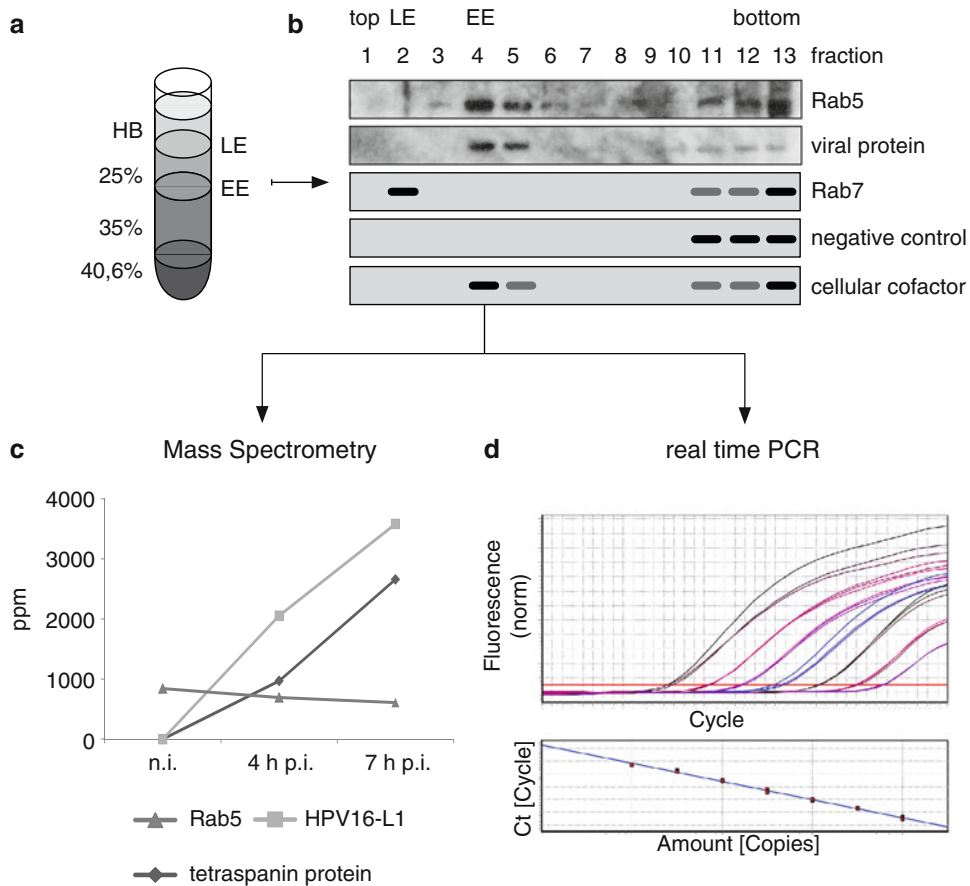 a
HB
25%
35%
40,6%
LE
EE
b
top LE EE bottom
1 2 3 4 5 6 7 8 9 10 11 12 13 fraction
Rab5
viral protein
Rab7
negative control
cellular cofactor
c
Mass Spectrometry
4000
3000
2000
1000
0
ppm
n.i. 4 h p.i. 7 h p.i.
Rab5 HPV16-L1
tetraspanin protein
d
real time PCR
Fluorescence
(norm)
Cycle
Ct [Cycle]
Amount [Copies]